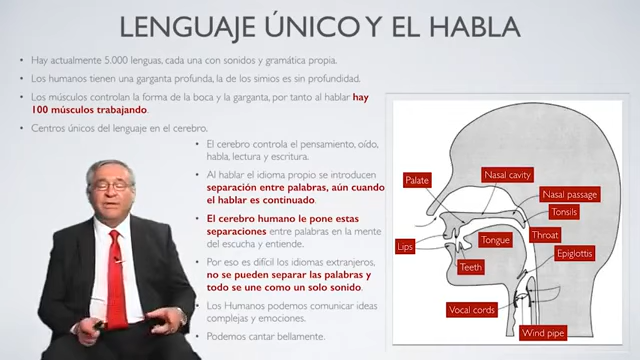 LENGUAJE ÚNICO Y EL HABLA
Hay actualmente 5.000 lenguas, cada una con sonidos y gramática propia.
Los humanos tienen una garganta profunda, la de los simios es sin profundidad.
Los músculos controlan la forma de la boca y la garganta, por tanto al hablar hay
100 músculos trabajando.
Centros únicos del lenguaje en el cerebro.
El cerebro controla el pensamiento, oído,
habla, lectura y escritura.
Al hablar el idioma propio se introducen
separación entre palabras, aún cuando
el hablar es continuado.
El cerebro humano le pone estas
separaciones entre palabras en la mente
del escucha y entiende.
Por eso es difícil los idiomas extranjeros,
no se pueden separar las palabras y
todo se une como un solo sonido.
Los Humanos podemos comunicar ideas
complejas y emociones.
Podemos cantar bellamente.
Nasal cavity
Palate
Nasal passage
Tonsils
Throat
Lips
Tongue
Epiglottis
Teeth
Vocal cords
Wind pipe